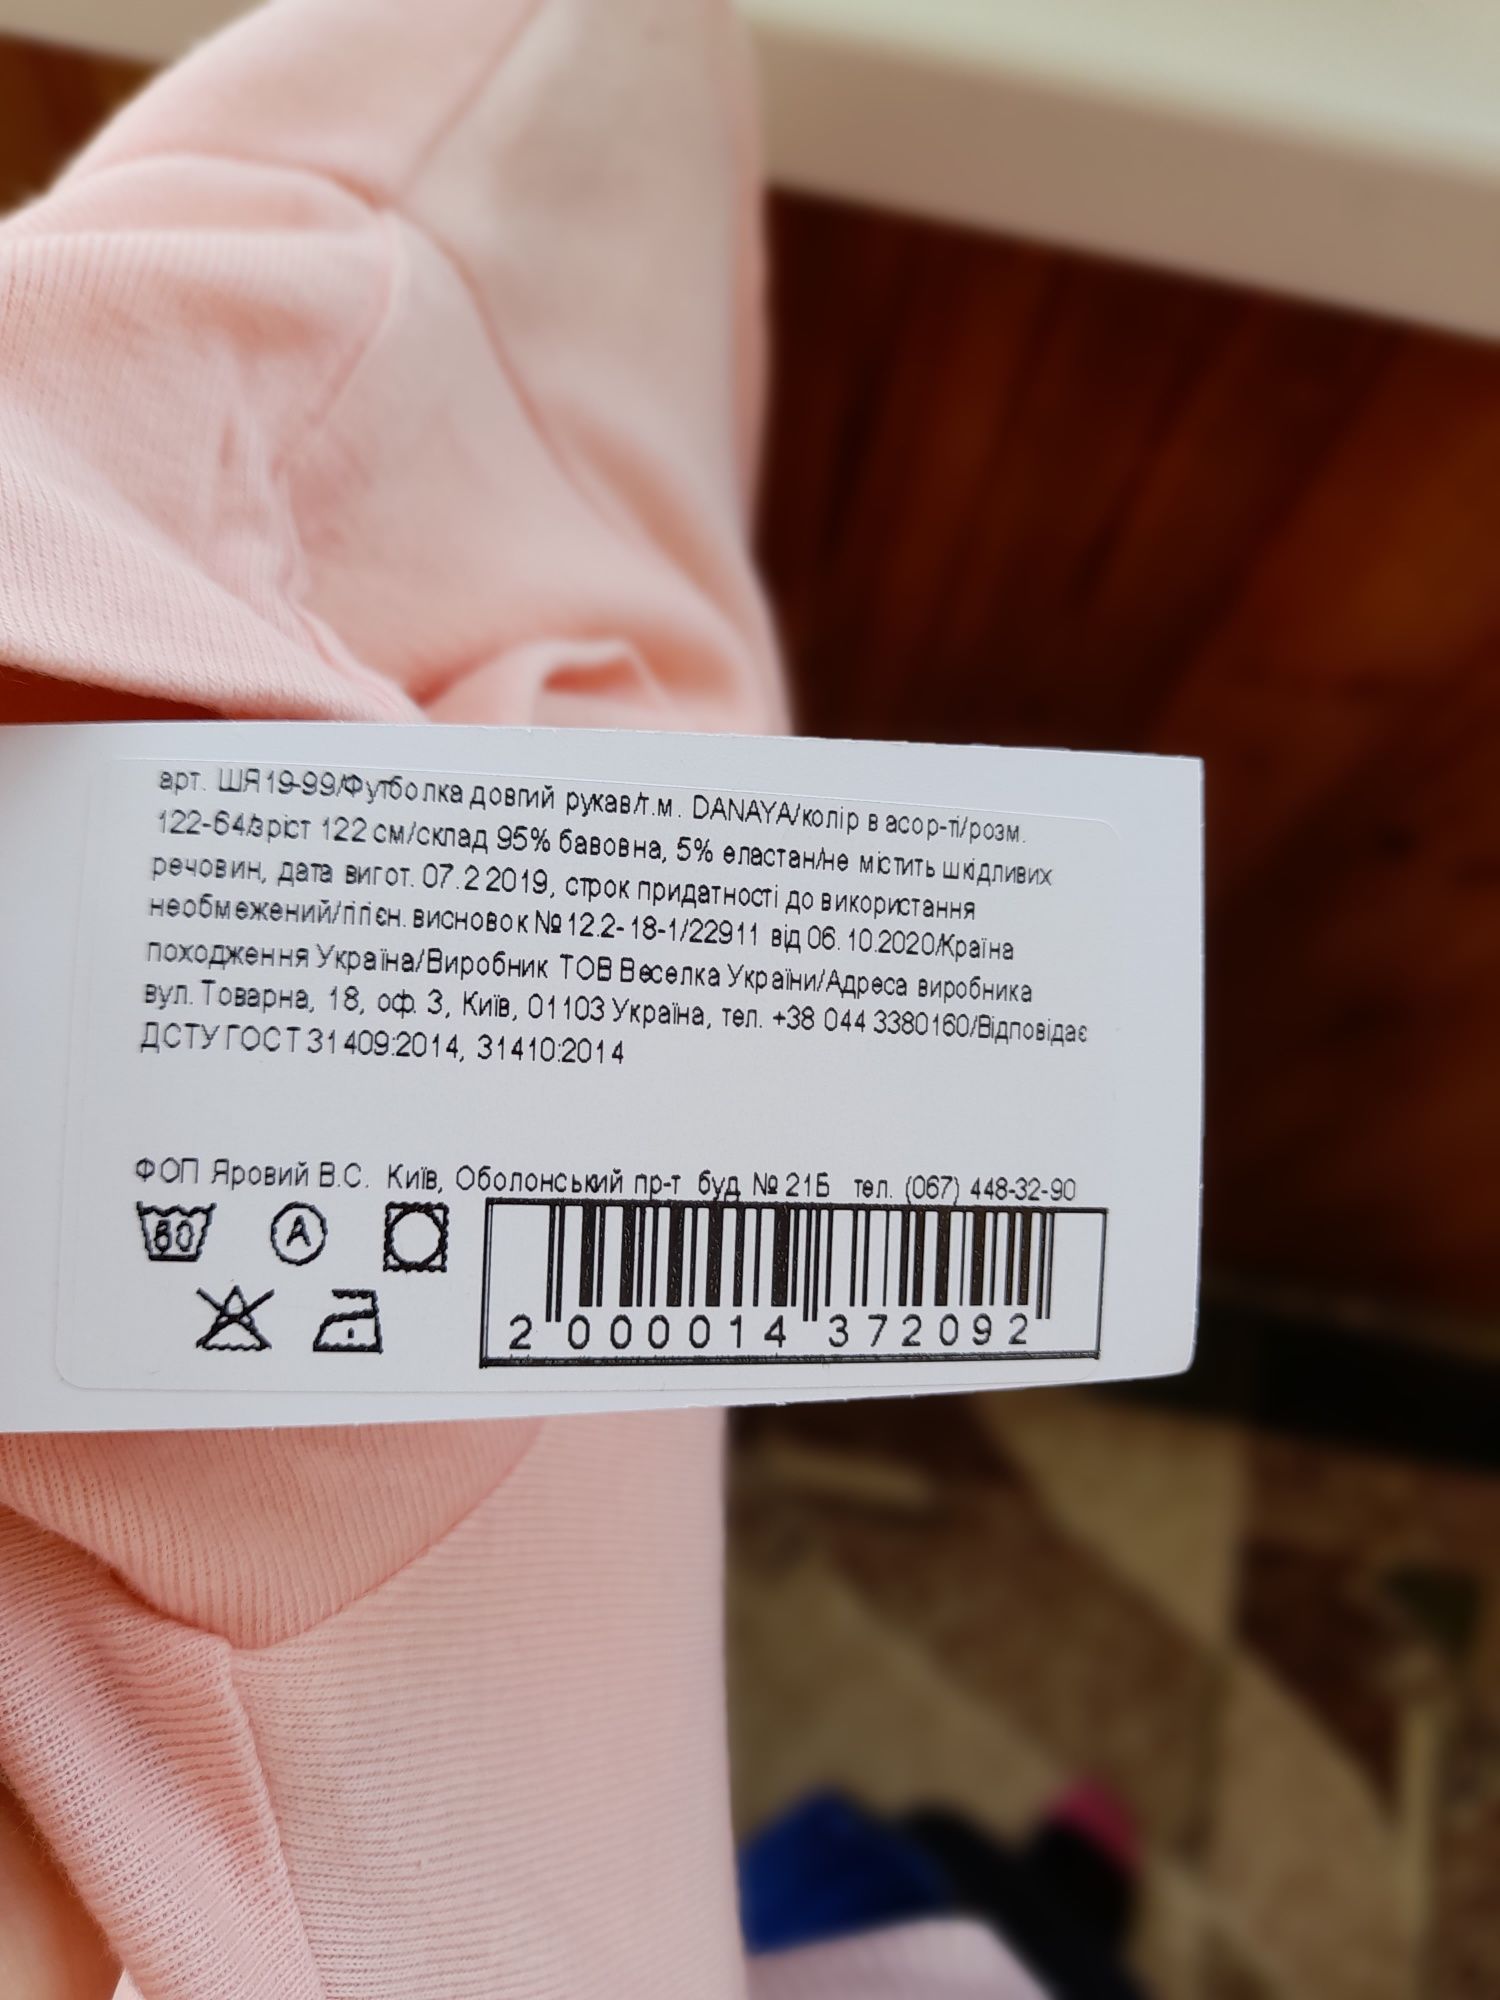 арт. ШЯ19-99/Футболка довгий рукав/т.м. DANAYA/колір в асор-ті/розм.
122-64/зріст 122 см/склад 95% бавовна, 5% еластан/не містить шкідливих
речовин, дата вигот. 07.2 2019, строк придатності до використання
необмежений/гігієн. висновок №12.2-18-1/22911 від 06.10.2020/Країна
походження Україна/Виробник ТОВ Веселка України/Адреса виробника
вул. Товарна, 18, оф. 3, Київ, 01103 Україна, тел. +38 044 3380160/Відповідає
ДСТУ ГОСТ 31409:2014, 31410:2014
ФОП Яровий В.С. Київ, Оболонський пр-т буд № 21Б тел. (067) 448-32-90
60 A
2 000014 372092